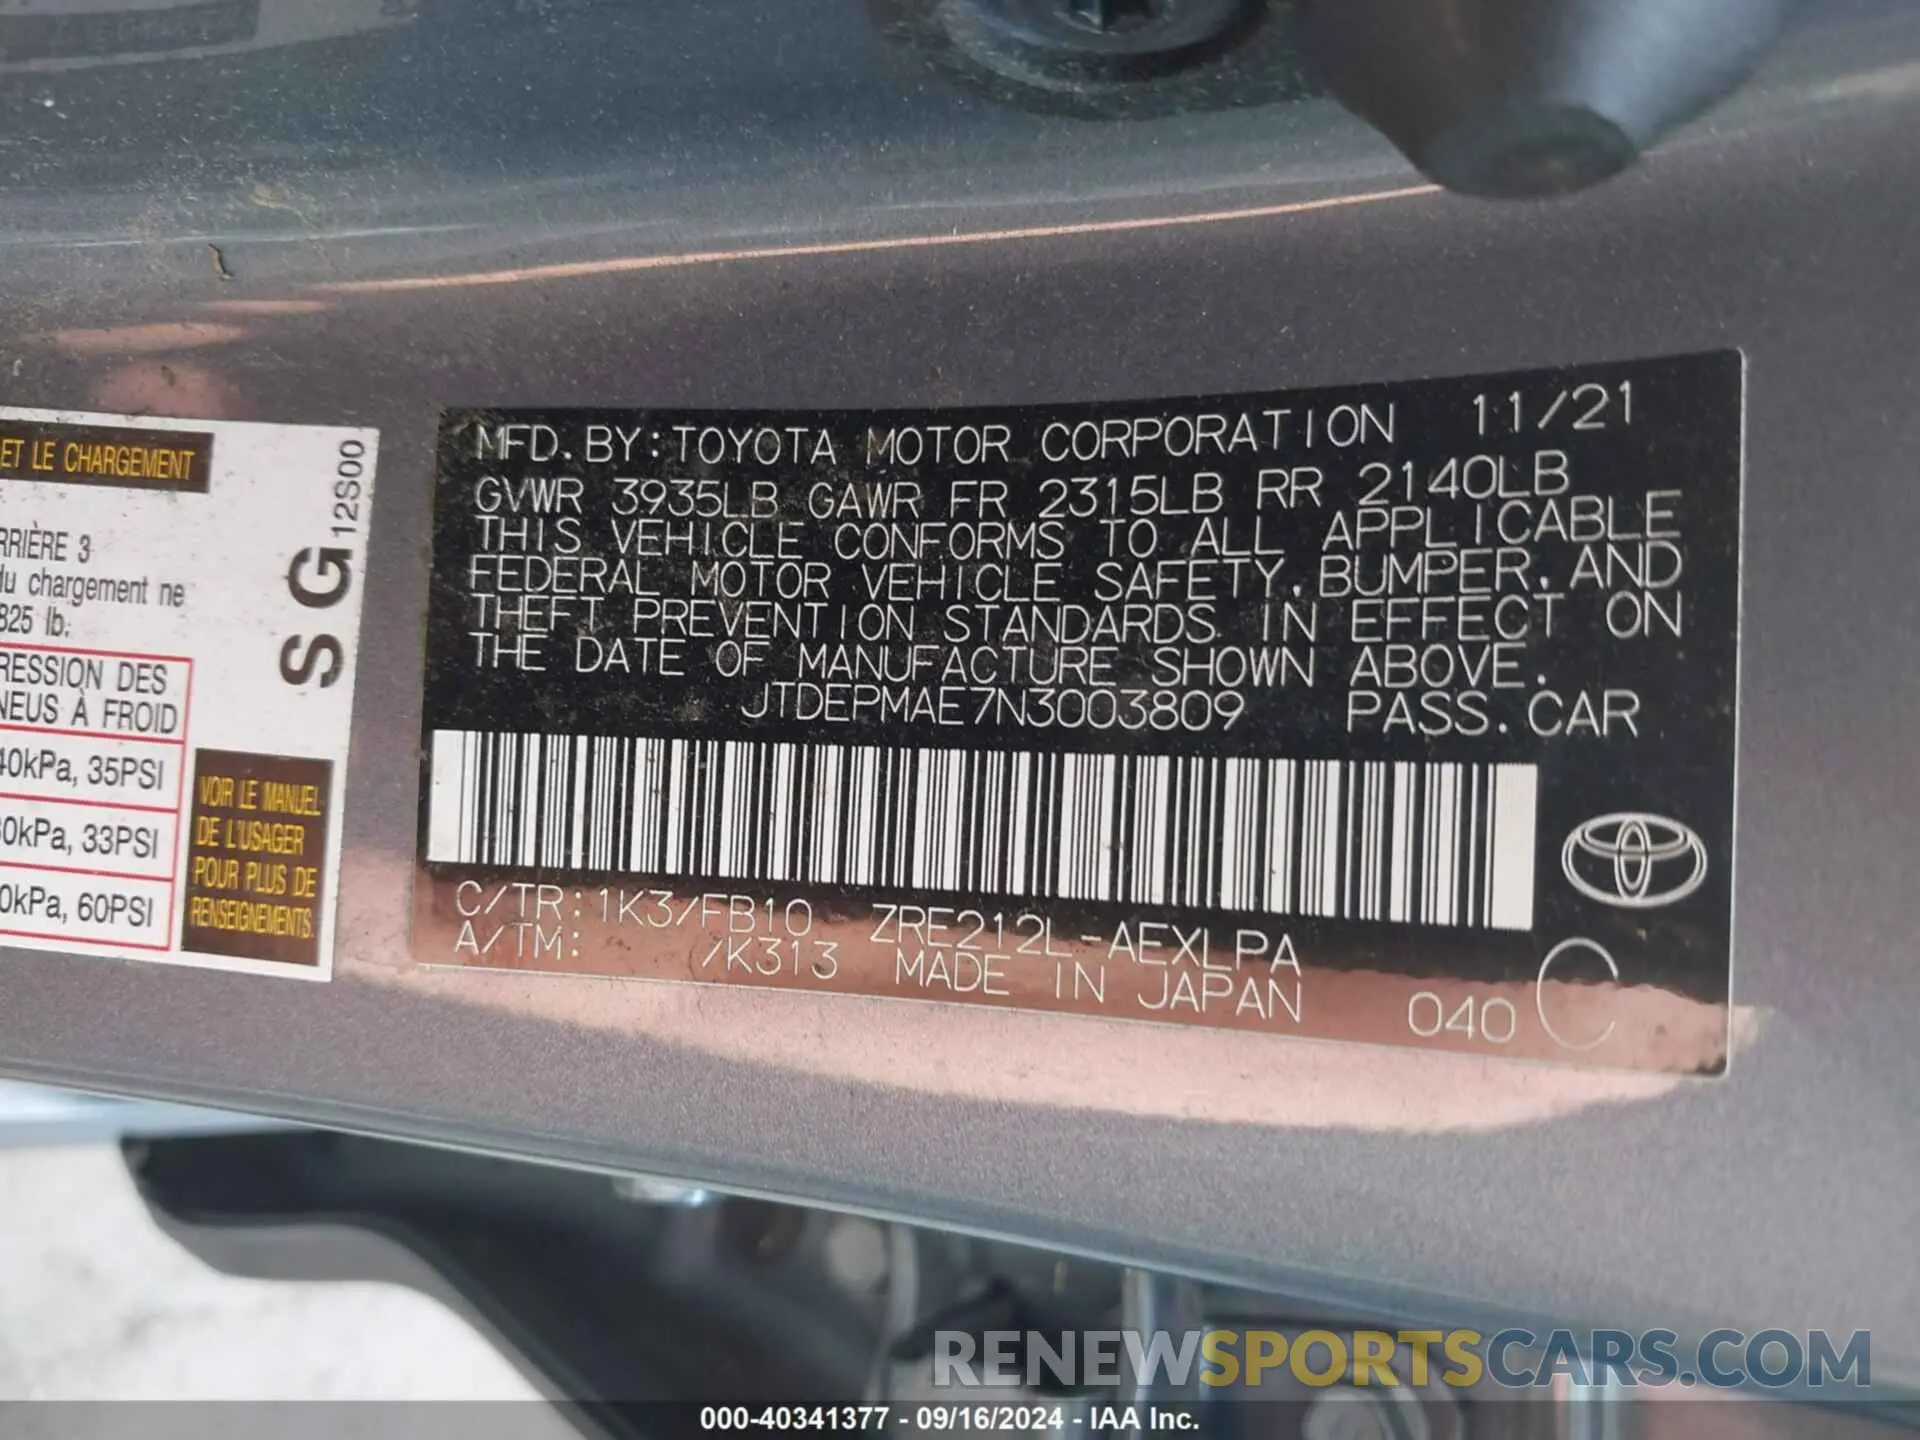 ET LE CHARGEMENT
RRIÈRE 3
du chargement ne
825 lb.
RESSION DES
NEUS À FROID
40kPa, 35PSI
30kPa, 33PSI
0kPa, 60PSI
VOIR LE MANUEL
DE L'USAGER
POUR PLUS DE
RENSEIGNEMENTS.
SG 12S00
MFD. BY: TOYOTA MOTOR CORPORATION 11/21
GVWR 3935LB GAWR FR 2315LB RR 2140LB
THIS VEHICLE CONFORMS TO ALL APPLICABLE
FEDERAL MOTOR VEHICLE SAFETY, BUMPER, AND
THEFT PREVENTION STANDARDS IN EFFECT ON
THE DATE OF MANUFACTURE SHOWN ABOVE.
JTDEPMAE7N3003809 PASS. CAR
C/TR: 1K3/FB10 ZRE212L-AEXLPA
A/TM: /K313 MADE IN JAPAN 040 C
RENEWSPORTSCARS.COM
000-40341377 - 09/16/2024 - IAA Inc.